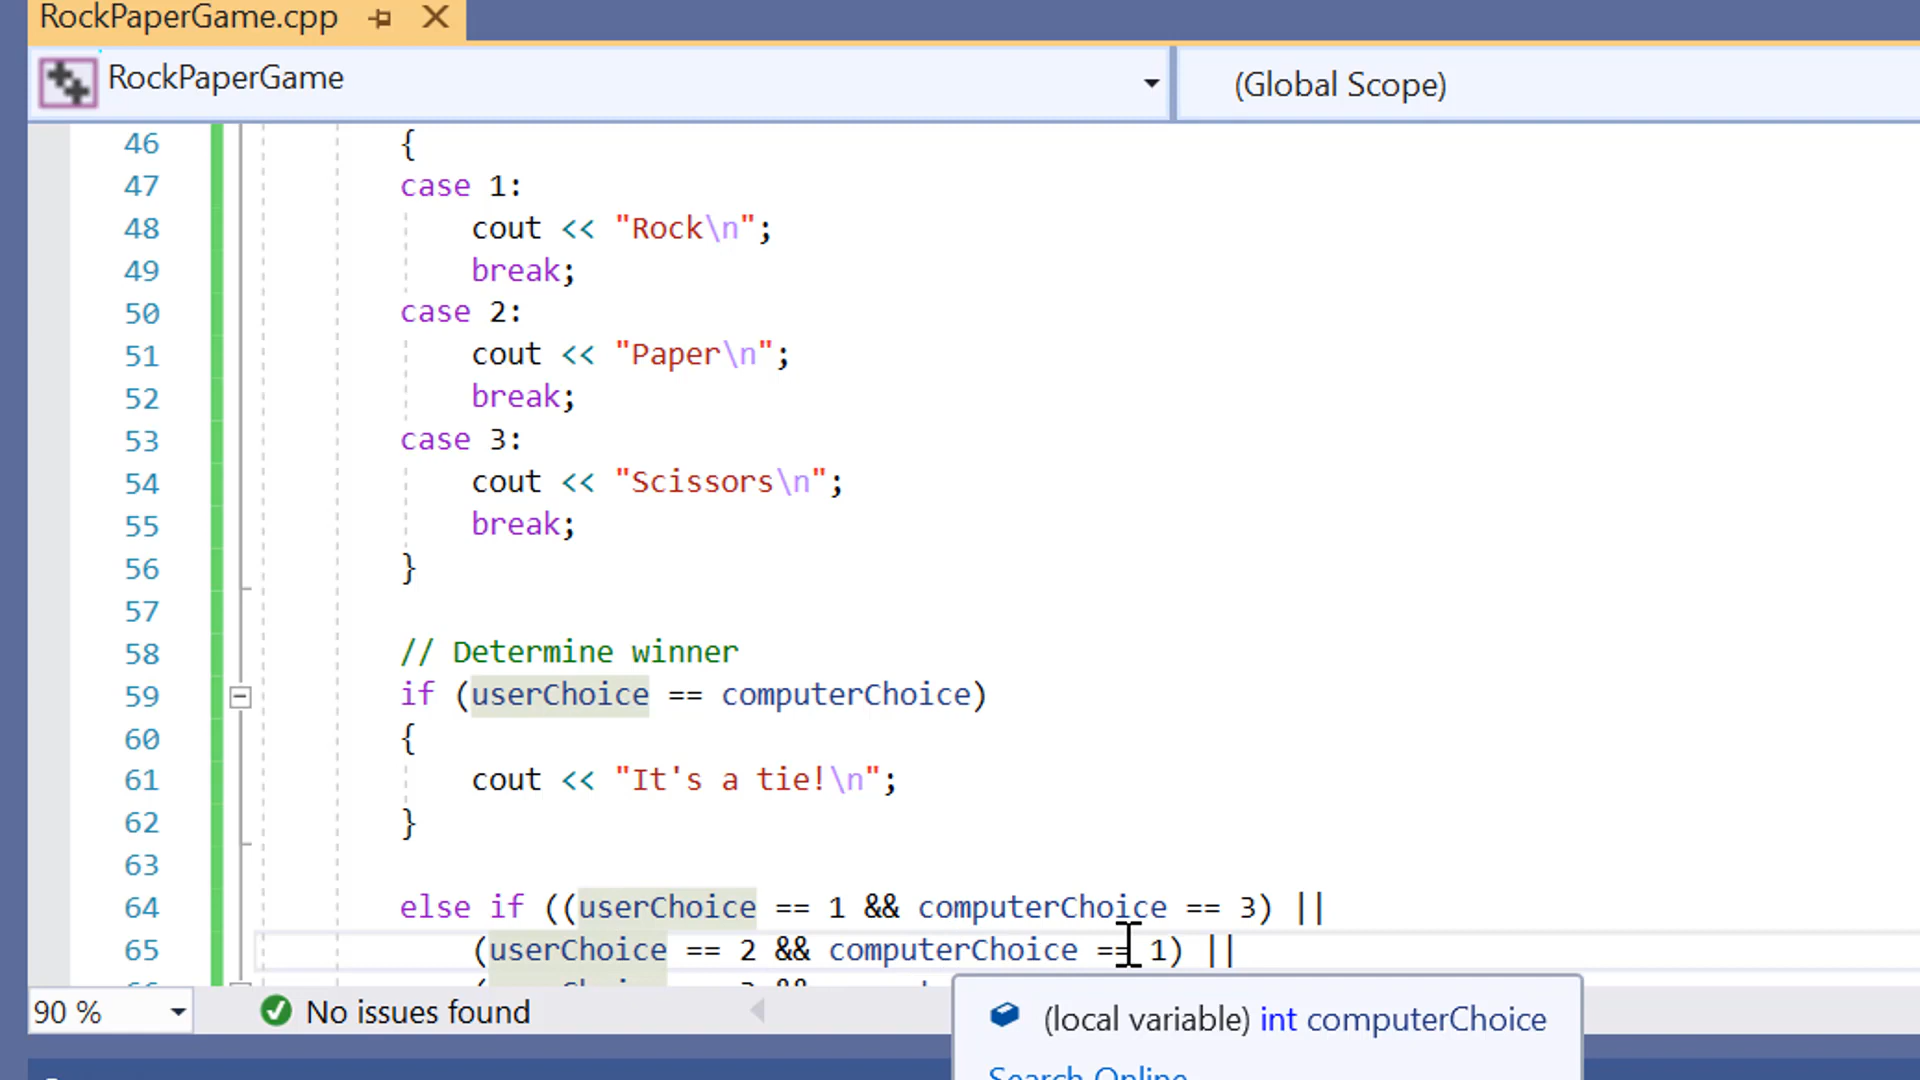 RockPaperGame.cpp
RockPaperGame
(Global Scope)
46 {
47 case 1:
48 cout << "Rock\n";
49 break;
50 case 2:
51 cout << "Paper\n";
52 break;
53 case 3:
54 cout << "Scissors\n";
55 break;
56 }
57
58 // Determine winner
59 if (userChoice == computerChoice)
60 {
61 cout << "It's a tie!\n";
62 }
63
64 else if ((userChoice == 1 && computerChoice == 3) ||
65 (userChoice == 2 && computerChoice == 1) ||
90 %
No issues found
(local variable) int computerChoice
Search Online